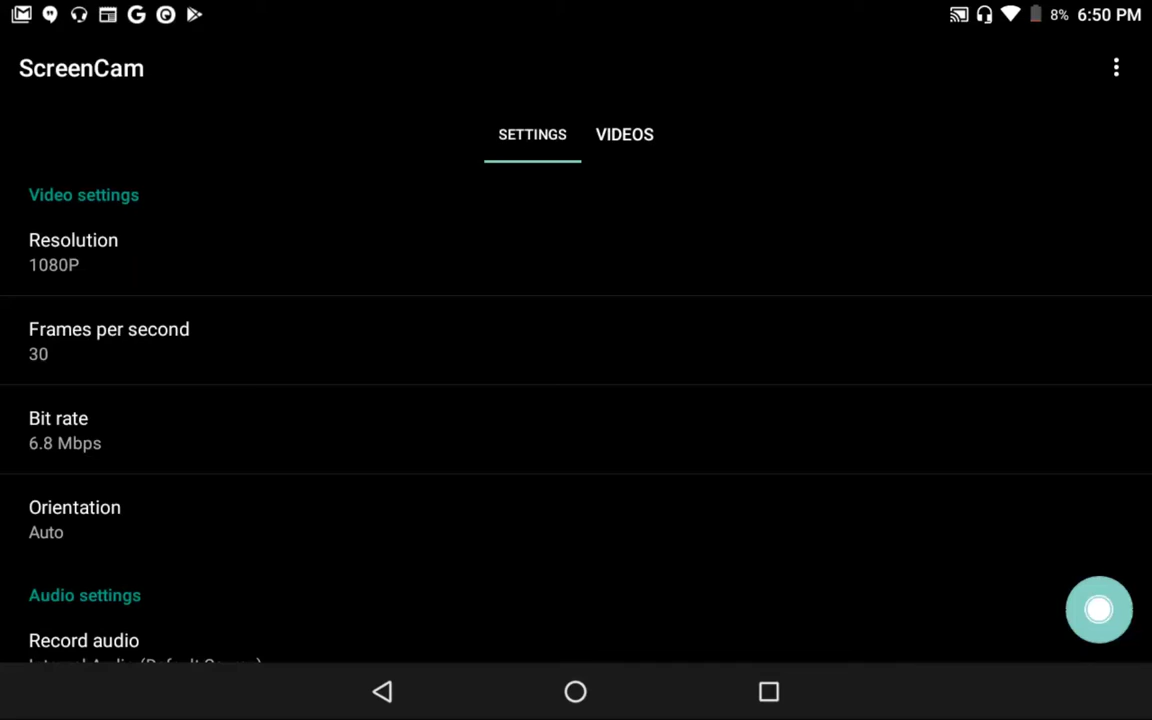 8% 6:50 PM
ScreenCam
SETTINGS VIDEOS
Video settings
Resolution
1080P
Frames per second
30
Bit rate
6.8 Mbps
Orientation
Auto
Audio settings
Record audio